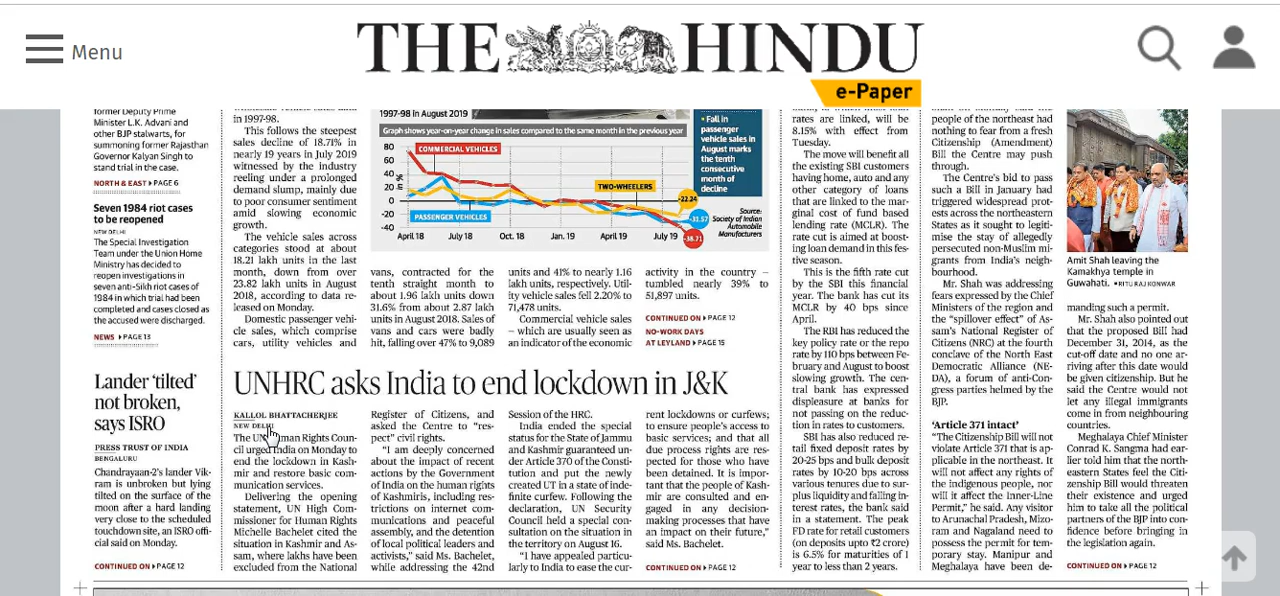 Menu
THE HINDU
e-Paper
former Deputy Prime
Minister L.K. Advani and
other BJP stalwarts, for
summoning former Rajasthan
Governor Kalyan Singh to
stand trial in the case.
NORTH & EAST ▸ PAGE 6
Seven 1984 riot cases
to be reopened
NEW DELHI
The Special Investigation
Team under the Union Home
Ministry has decided to
reopen investigations in
seven anti-Sikh riot cases of
1984 in which trial had been
completed and cases closed as
the accused were discharged.
NEWS ▸ PAGE 13
Lander ‘tilted’
not broken,
says ISRO
PRESS TRUST OF INDIA
BENGALURU
Chandrayaan-2’s lander Vik-
ram is unbroken but lying
tilted on the surface of the
moon after a hard landing
very close to the scheduled
touchdown site, an ISRO offi-
cial said on Monday.
CONTINUED ON ▸ PAGE 12
in 1997-98.
This follows the steepest
sales decline of 18.71% in
nearly 19 years in July 2019
witnessed by the industry
reeling under a prolonged
demand slump, mainly due
to poor consumer sentiment
amid slowing economic
growth.
The vehicle sales across
categories stood at about
18.21 lakh units in the last
month, down from over
23.82 lakh units in August
2018, according to data re-
leased on Monday.
Domestic passenger vehi-
cle sales, which comprise
cars, utility vehicles and
1997-98 in August 2019
Graph shows year-on-year change in sales compared to the same month in the previous year
80
60
40
20
0
-20
-40
in %
COMMERCIAL VEHICLES
TWO-WHEELERS
PASSENGER VEHICLES
-22.24
-31.57
-38.71
April 18 July 18 Oct. 18 Jan. 19 April 19 July 19
• Fall in
passenger
vehicle sales in
August marks
the tenth
consecutive
month of
decline
Source:
Society of Indian
Automobile
Manufacturers
vans, contracted for the
tenth straight month to
about 1.96 lakh units down
31.6% from about 2.87 lakh
units in August 2018. Sales of
vans and cars were badly
hit, falling over 47% to 9,089
units and 41% to nearly 1.16
lakh units, respectively. Util-
ity vehicle sales fell 2.20% to
71,478 units.
Commercial vehicle sales
– which are usually seen as
an indicator of the economic
activity in the country –
tumbled nearly 39% to
51,897 units.
CONTINUED ON ▸ PAGE 12
NO-WORK DAYS
AT LEYLAND ▸ PAGE 15
UNHRC asks India to end lockdown in J&K
KALLOL BHATTACHERJEE
NEW DELHI
The UN Human Rights Coun-
cil urged India on Monday to
end the lockdown in Kash-
mir and restore basic com-
munication services.
Delivering the opening
statement, UN High Com-
missioner for Human Rights
Michelle Bachelet cited the
situation in Kashmir and As-
sam, where lakhs have been
excluded from the National
Register of Citizens, and
asked the Centre to “res-
pect” civil rights.
“I am deeply concerned
about the impact of recent
actions by the Government
of India on the human rights
of Kashmiris, including res-
trictions on internet com-
munications and peaceful
assembly, and the detention
of local political leaders and
activists,” said Ms. Bachelet,
while addressing the 42nd
Session of the HRC.
India ended the special
status for the State of Jammu
and Kashmir guaranteed un-
der Article 370 of the Consti-
tution and put the newly
created UT in a state of inde-
finite curfew. Following the
declaration, UN Security
Council held a special con-
sultation on the situation in
the territory on August 16.
“I have appealed particu-
larly to India to ease the cur-
rent lockdowns or curfews;
to ensure people’s access to
basic services; and that all
due process rights are res-
pected for those who have
been detained. It is impor-
tant that the people of Kash-
mir are consulted and en-
gaged in any decision-
making processes that have
an impact on their future,”
said Ms. Bachelet.
CONTINUED ON ▸ PAGE 12
rates are linked, will be
8.15% with effect from
Tuesday.
The move will benefit all
the existing SBI customers
having home, auto and any
other category of loans
that are linked to the mar-
ginal cost of fund based
lending rate (MCLR). The
rate cut is aimed at boost-
ing loan demand in this fes-
tive season.
This is the fifth rate cut
by the SBI this financial
year. The bank has cut its
MCLR by 40 bps since
April.
The RBI has reduced the
key policy rate or the repo
rate by 110 bps between Fe-
bruary and August to boost
slowing growth. The cen-
tral bank has expressed
displeasure at banks for
not passing on the reduc-
tion in rates to customers.
SBI has also reduced re-
tail fixed deposit rates by
20-25 bps and bulk deposit
rates by 10-20 bps across
various tenures due to sur-
plus liquidity and falling in-
terest rates, the bank said
in a statement. The peak
FD rate for retail customers
(on deposits upto ₹2 crore)
is 6.5% for maturities of 1
year to less than 2 years.
people of the northeast had
nothing to fear from a fresh
Citizenship (Amendment)
Bill the Centre may push
through.
The Centre’s bid to pass
such a Bill in January had
triggered widespread prot-
ests across the northeastern
States as it sought to legiti-
mise the stay of allegedly
persecuted non-Muslim mi-
grants from India’s neigh-
bourhood.
Mr. Shah was addressing
fears expressed by the Chief
Ministers of the region and
the “spillover effect” of As-
sam’s National Register of
Citizens (NRC) at the fourth
conclave of the North East
Democratic Alliance (NE-
DA), a forum of anti-Con-
gress parties helmed by the
BJP.
‘Article 371 intact’
“The Citizenship Bill will not
violate Article 371 that is ap-
plicable in the northeast. It
will not affect any rights of
the indigenous people, nor
will it affect the Inner-Line
Permit,” he said. Any visitor
to Arunachal Pradesh, Mizo-
ram and Nagaland need to
possess the permit for tem-
porary stay. Manipur and
Meghalaya have been de-
Amit Shah leaving the
Kamakhya temple in
Guwahati. ▪ RITU RAJ KONWAR
manding such a permit.
Mr. Shah also pointed out
that the proposed Bill had
December 31, 2014, as the
cut-off date and no one ar-
riving after this date would
be given citizenship. But he
said the Centre would not
let any illegal immigrants
come in from neighbouring
countries.
Meghalaya Chief Minister
Conrad K. Sangma had ear-
lier told him that the north-
eastern States feel the Citi-
zenship Bill would threaten
their existence and urged
him to take all the political
partners of the BJP into con-
fidence before bringing in
the legislation again.
CONTINUED ON ▸ PAGE 12